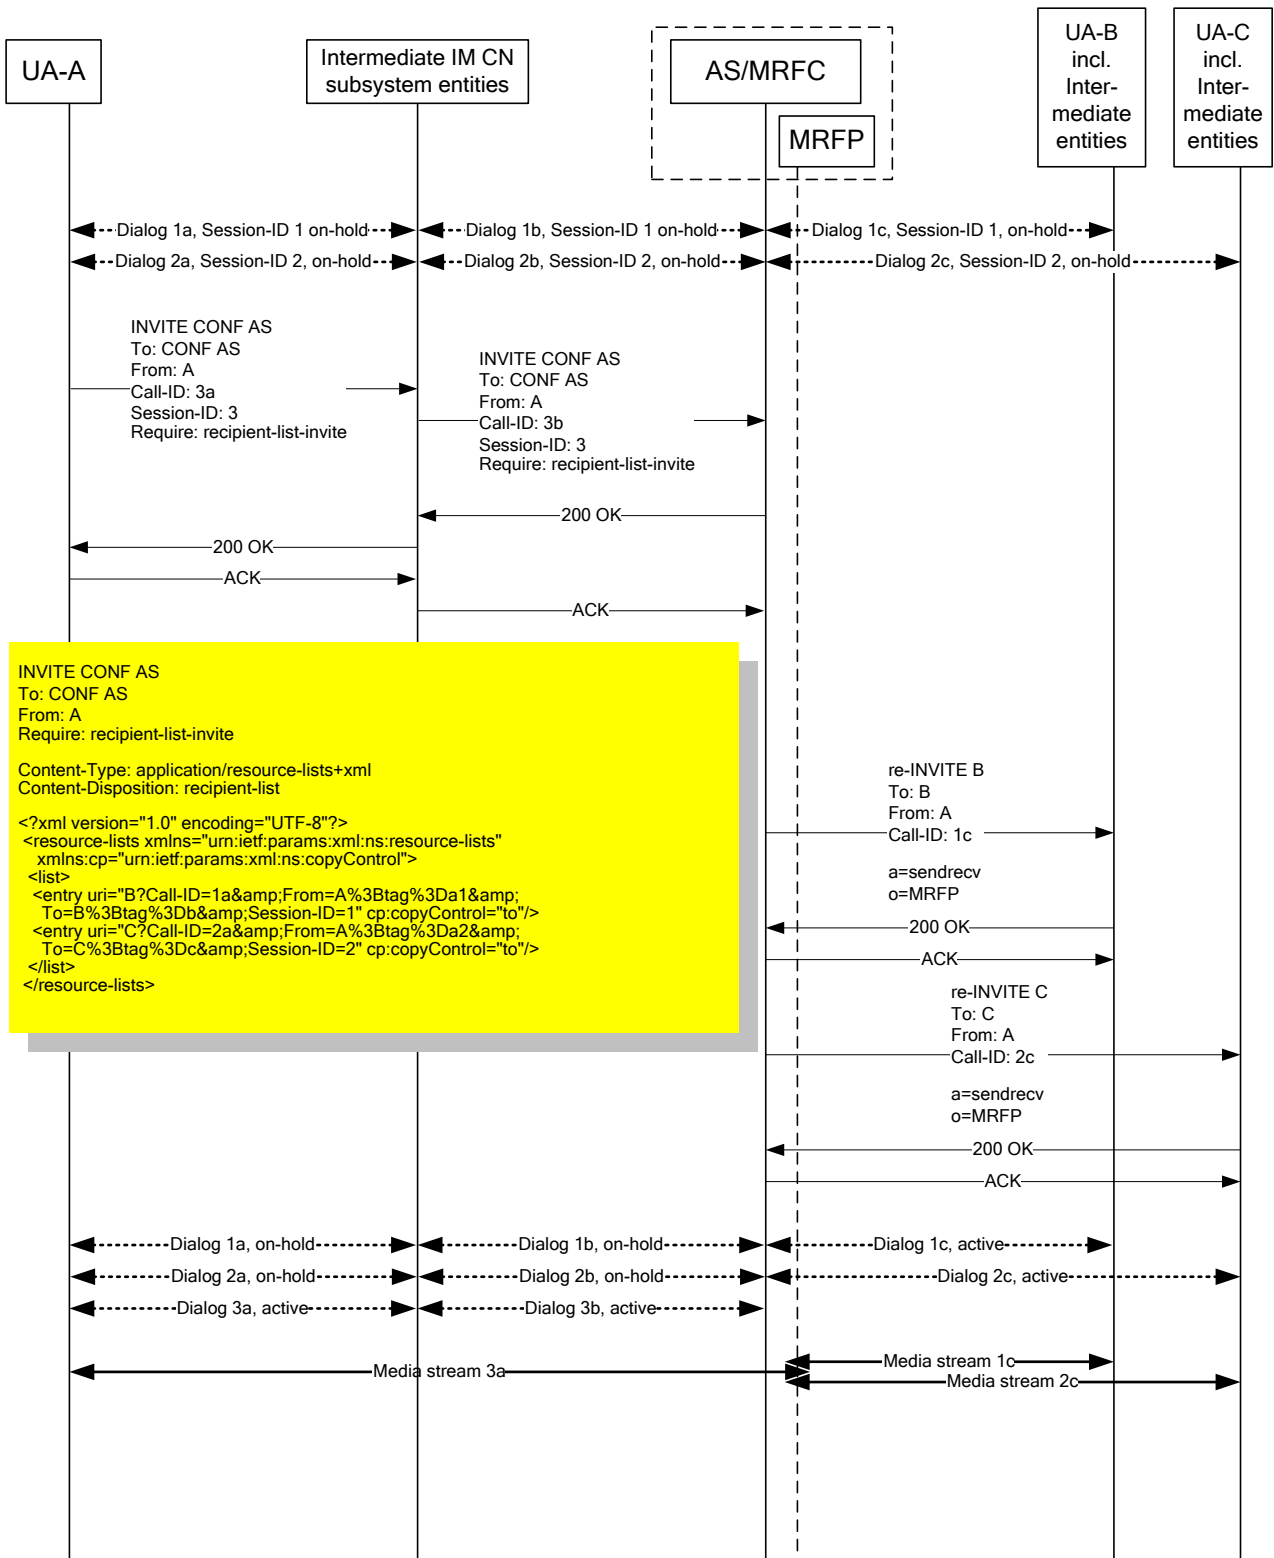 UA-A
Intermediate IM CN
subsystem entities
AS/MRFC
MRFP
UA-B
incl.
Inter-
mediate
entities
UA-C
incl.
Inter-
mediate
entities
Dialog 1a, Session-ID 1 on-hold
Dialog 1b, Session-ID 1 on-hold
Dialog 1c, Session-ID 1, on-hold
Dialog 2a, Session-ID 2, on-hold
Dialog 2b, Session-ID 2, on-hold
Dialog 2c, Session-ID 2, on-hold
INVITE CONF AS
To: CONF AS
From: A
Call-ID: 3a
Session-ID: 3
Require: recipient-list-invite
INVITE CONF AS
To: CONF AS
From: A
Call-ID: 3b
Session-ID: 3
Require: recipient-list-invite
200 OK
200 OK
ACK
ACK
INVITE CONF AS
To: CONF AS
From: A
Require: recipient-list-invite
Content-Type: application/resource-lists+xml
Content-Disposition: recipient-list
<?xml version="1.0" encoding="UTF-8"?>
<resource-lists xmlns="urn:ietf:params:xml:ns:resource-lists"
xmlns:cp="urn:ietf:params:xml:ns:copyControl">
<list>
<entry uri="B?Call-ID=1a&amp;From=A%3Btag%3Da1&amp;
To=B%3Btag%3Db&amp;Session-ID=1" cp:copyControl="to"/>
<entry uri="C?Call-ID=2a&amp;From=A%3Btag%3Da2&amp;
To=C%3Btag%3Dc&amp;Session-ID=2" cp:copyControl="to"/>
</list>
</resource-lists>
re-INVITE B
To: B
From: A
Call-ID: 1c
a=sendrecv
o=MRFP
200 OK
ACK
re-INVITE C
To: C
From: A
Call-ID: 2c
a=sendrecv
o=MRFP
200 OK
ACK
Dialog 1a, on-hold
Dialog 1b, on-hold
Dialog 1c, active
Dialog 2a, on-hold
Dialog 2b, on-hold
Dialog 2c, active
Dialog 3a, active
Dialog 3b, active
Media stream 1c
Media stream 3a
Media stream 2c